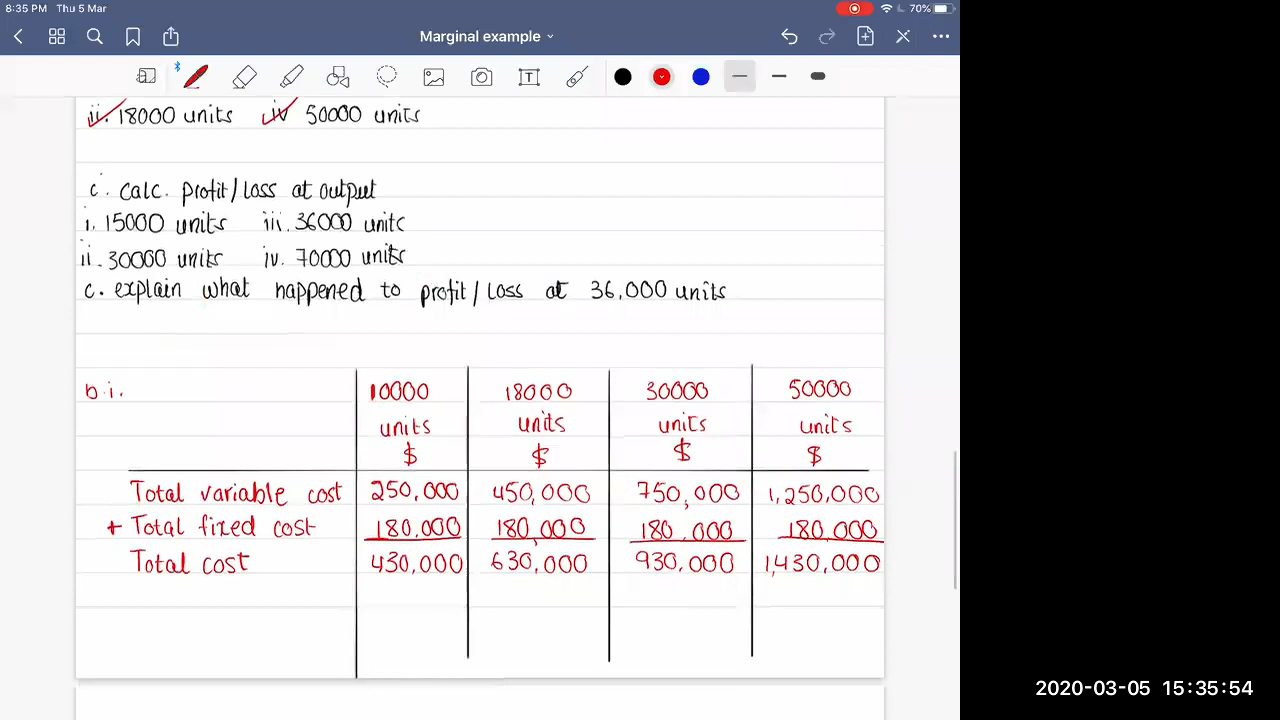 8:35 PM Thu 5 Mar
70%
Marginal example
ii. 18000 units iv 50000 units
c. calc. profit/loss at output
i. 15000 units iii. 36000 units
ii. 30000 units iv. 70000 units
c. explain what happened to profit/loss at 36,000 units
b.i. 10000 18000 30000 50000
units units units units
$ $ $ $
Total variable cost 250,000 450,000 750,000 1,250,000
+ Total fixed cost 180,000 180,000 180,000 180,000
Total cost 430,000 630,000 930,000 1,430,000
2020-03-05 15:35:54